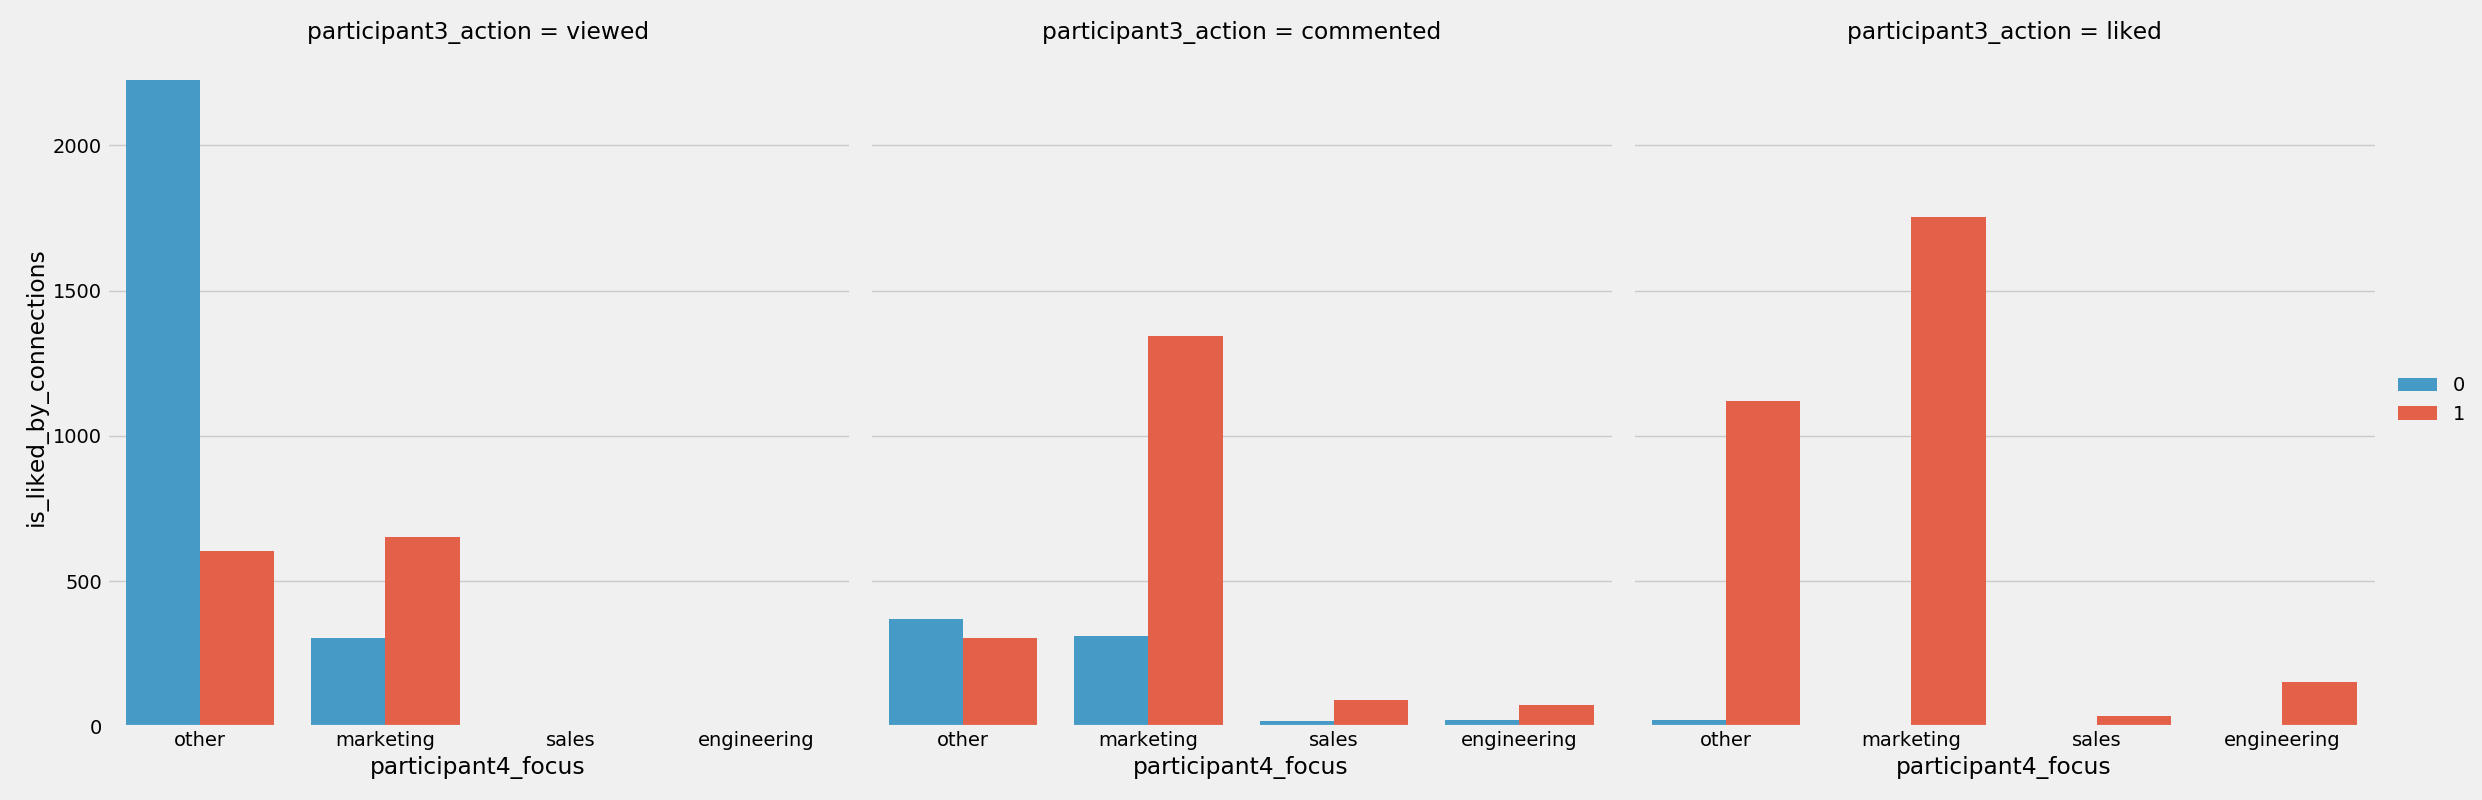 participant3_action = viewed
participant3_action = commented
participant3_action = liked
is_liked_by_connections
2000
1500
1000
500
0
other marketing sales engineering
participant4_focus
other marketing sales engineering
participant4_focus
other marketing sales engineering
participant4_focus
0
1